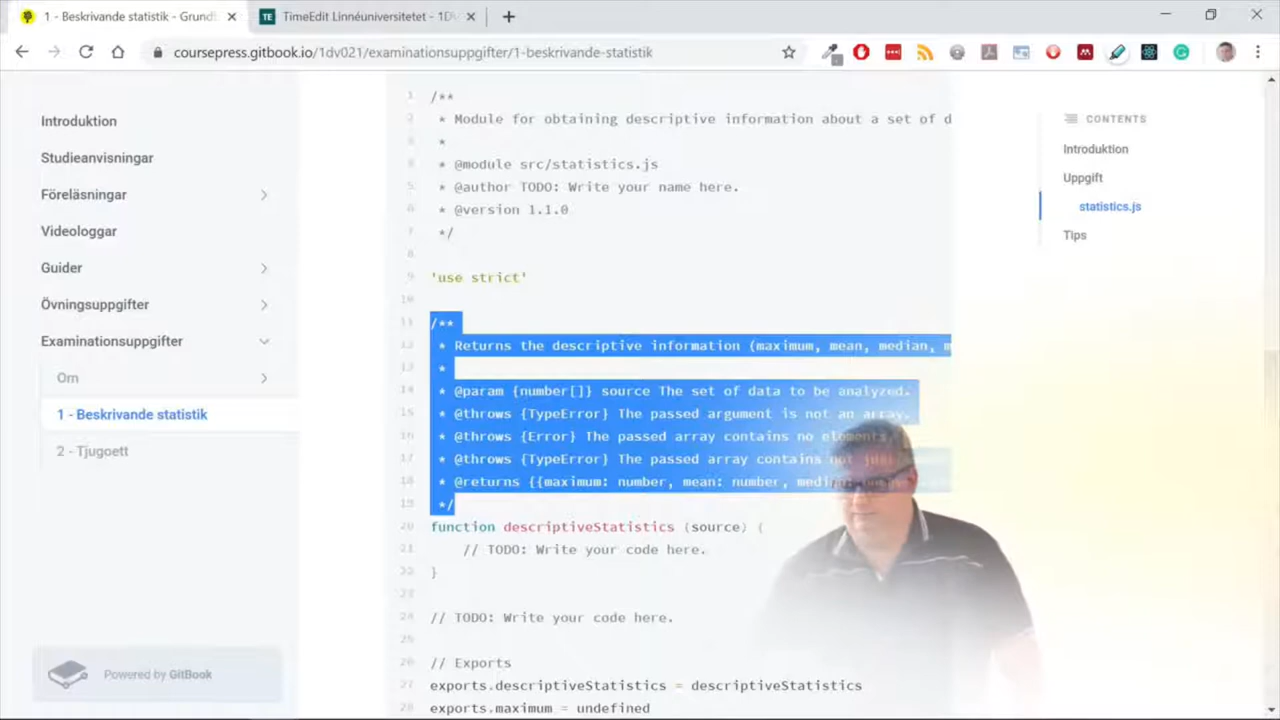 1 - Beskrivande statistik - Grund
TimeEdit Linnéuniversitetet - 1DV
coursepress.gitbook.io/1dv021/examinationsuppgifter/1-beskrivande-statistik
Introduktion
Studieanvisningar
Föreläsningar
Videologgar
Guider
Övningsuppgifter
Examinationsuppgifter
Om
1 - Beskrivande statistik
2 - Tjugoett
Powered by GitBook
1 /**
2 * Module for obtaining descriptive information about a set of d
3 *
4 * @module src/statistics.js
5 * @author TODO: Write your name here.
6 * @version 1.1.0
7 */
8
9 'use strict'
10
11 /**
12 * Returns the descriptive information (maximum, mean, median, m
13 *
14 * @param {number[]} source The set of data to be analyzed.
15 * @throws {TypeError} The passed argument is not an array.
16 * @throws {Error} The passed array contains no elements.
17 * @throws {TypeError} The passed array contains not
18 * @returns {{maximum: number, mean: number, median:
19 */
20 function descriptiveStatistics (source) {
21 // TODO: Write your code here.
22 }
23
24 // TODO: Write your code here.
25
26 // Exports
27 exports.descriptiveStatistics = descriptiveStatistics
28 exports.maximum = undefined
CONTENTS
Introduktion
Uppgift
statistics.js
Tips